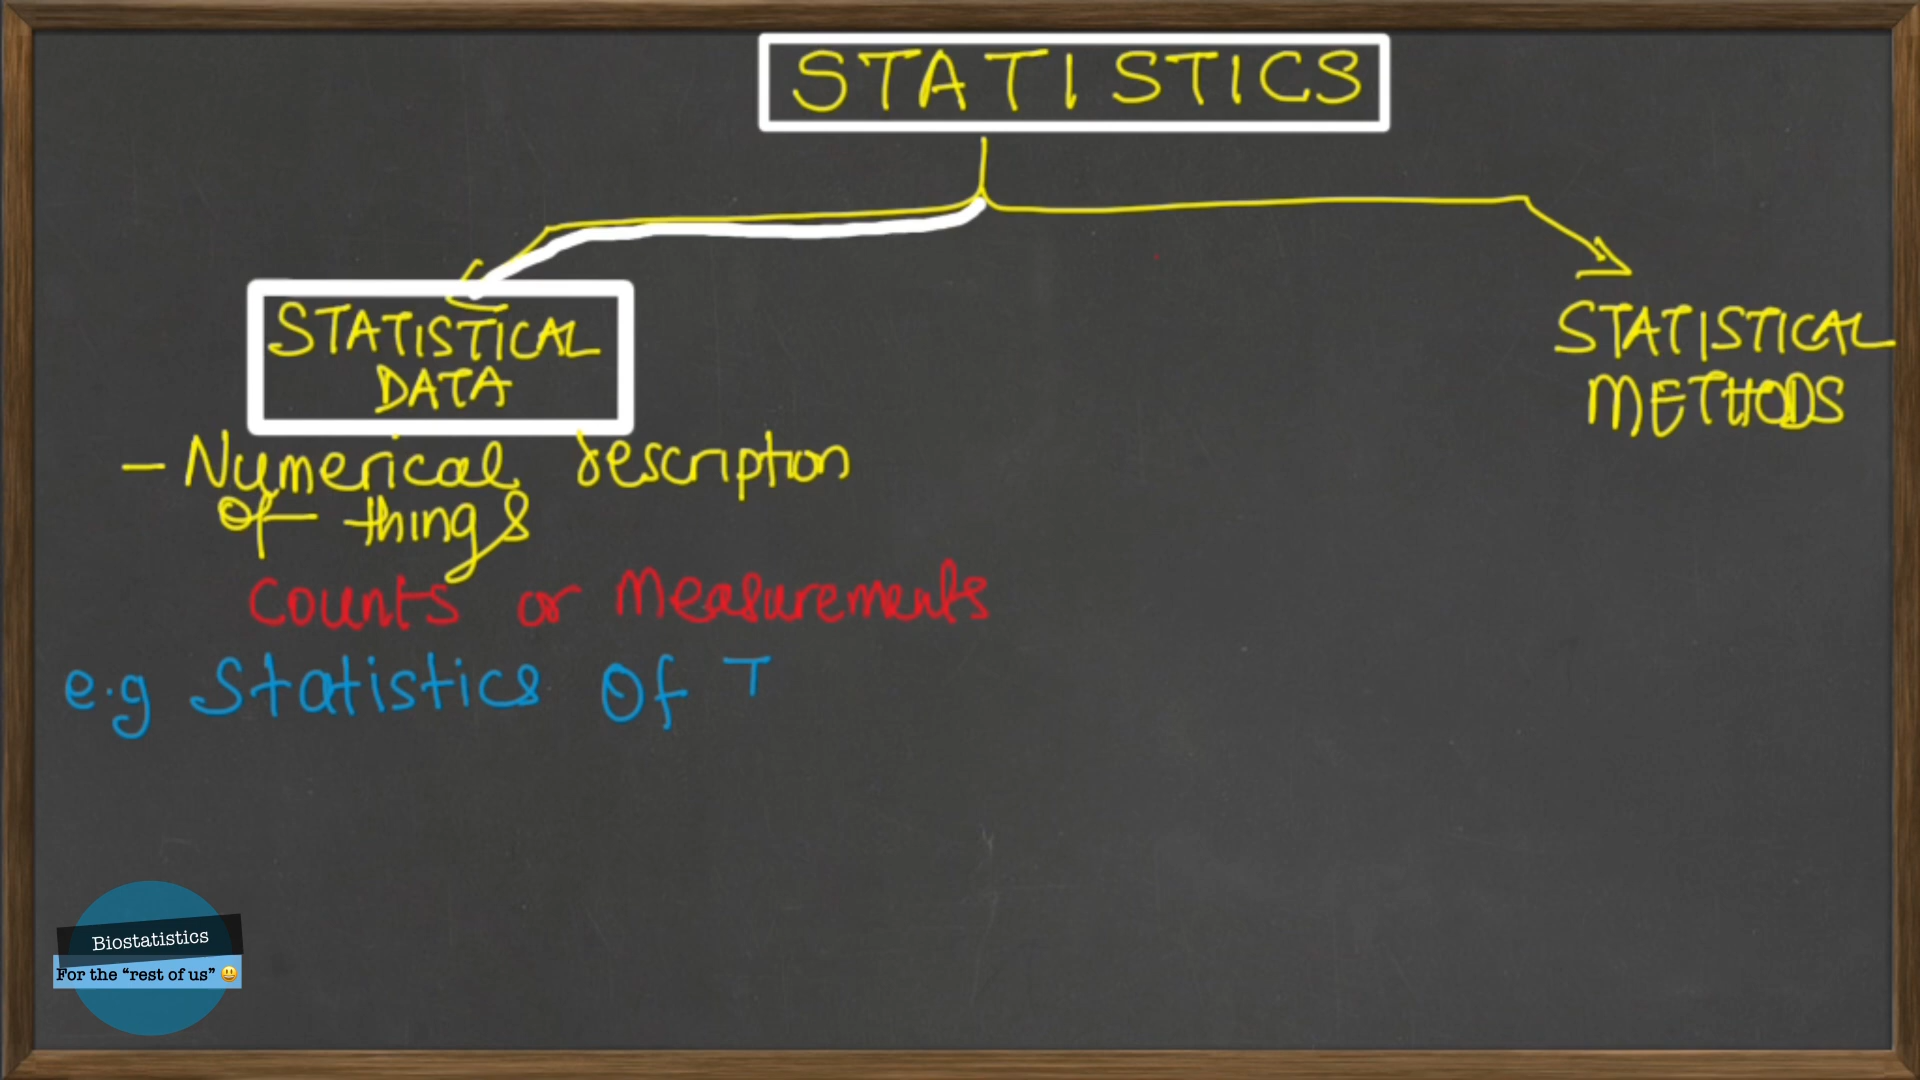 STATISTICS
STATISTICAL
DATA
STATISTICAL
METHODS
- Numerical description
of things
Counts or Measurements
e.g Statistics of T
Biostatistics
For the “rest of us” 😃